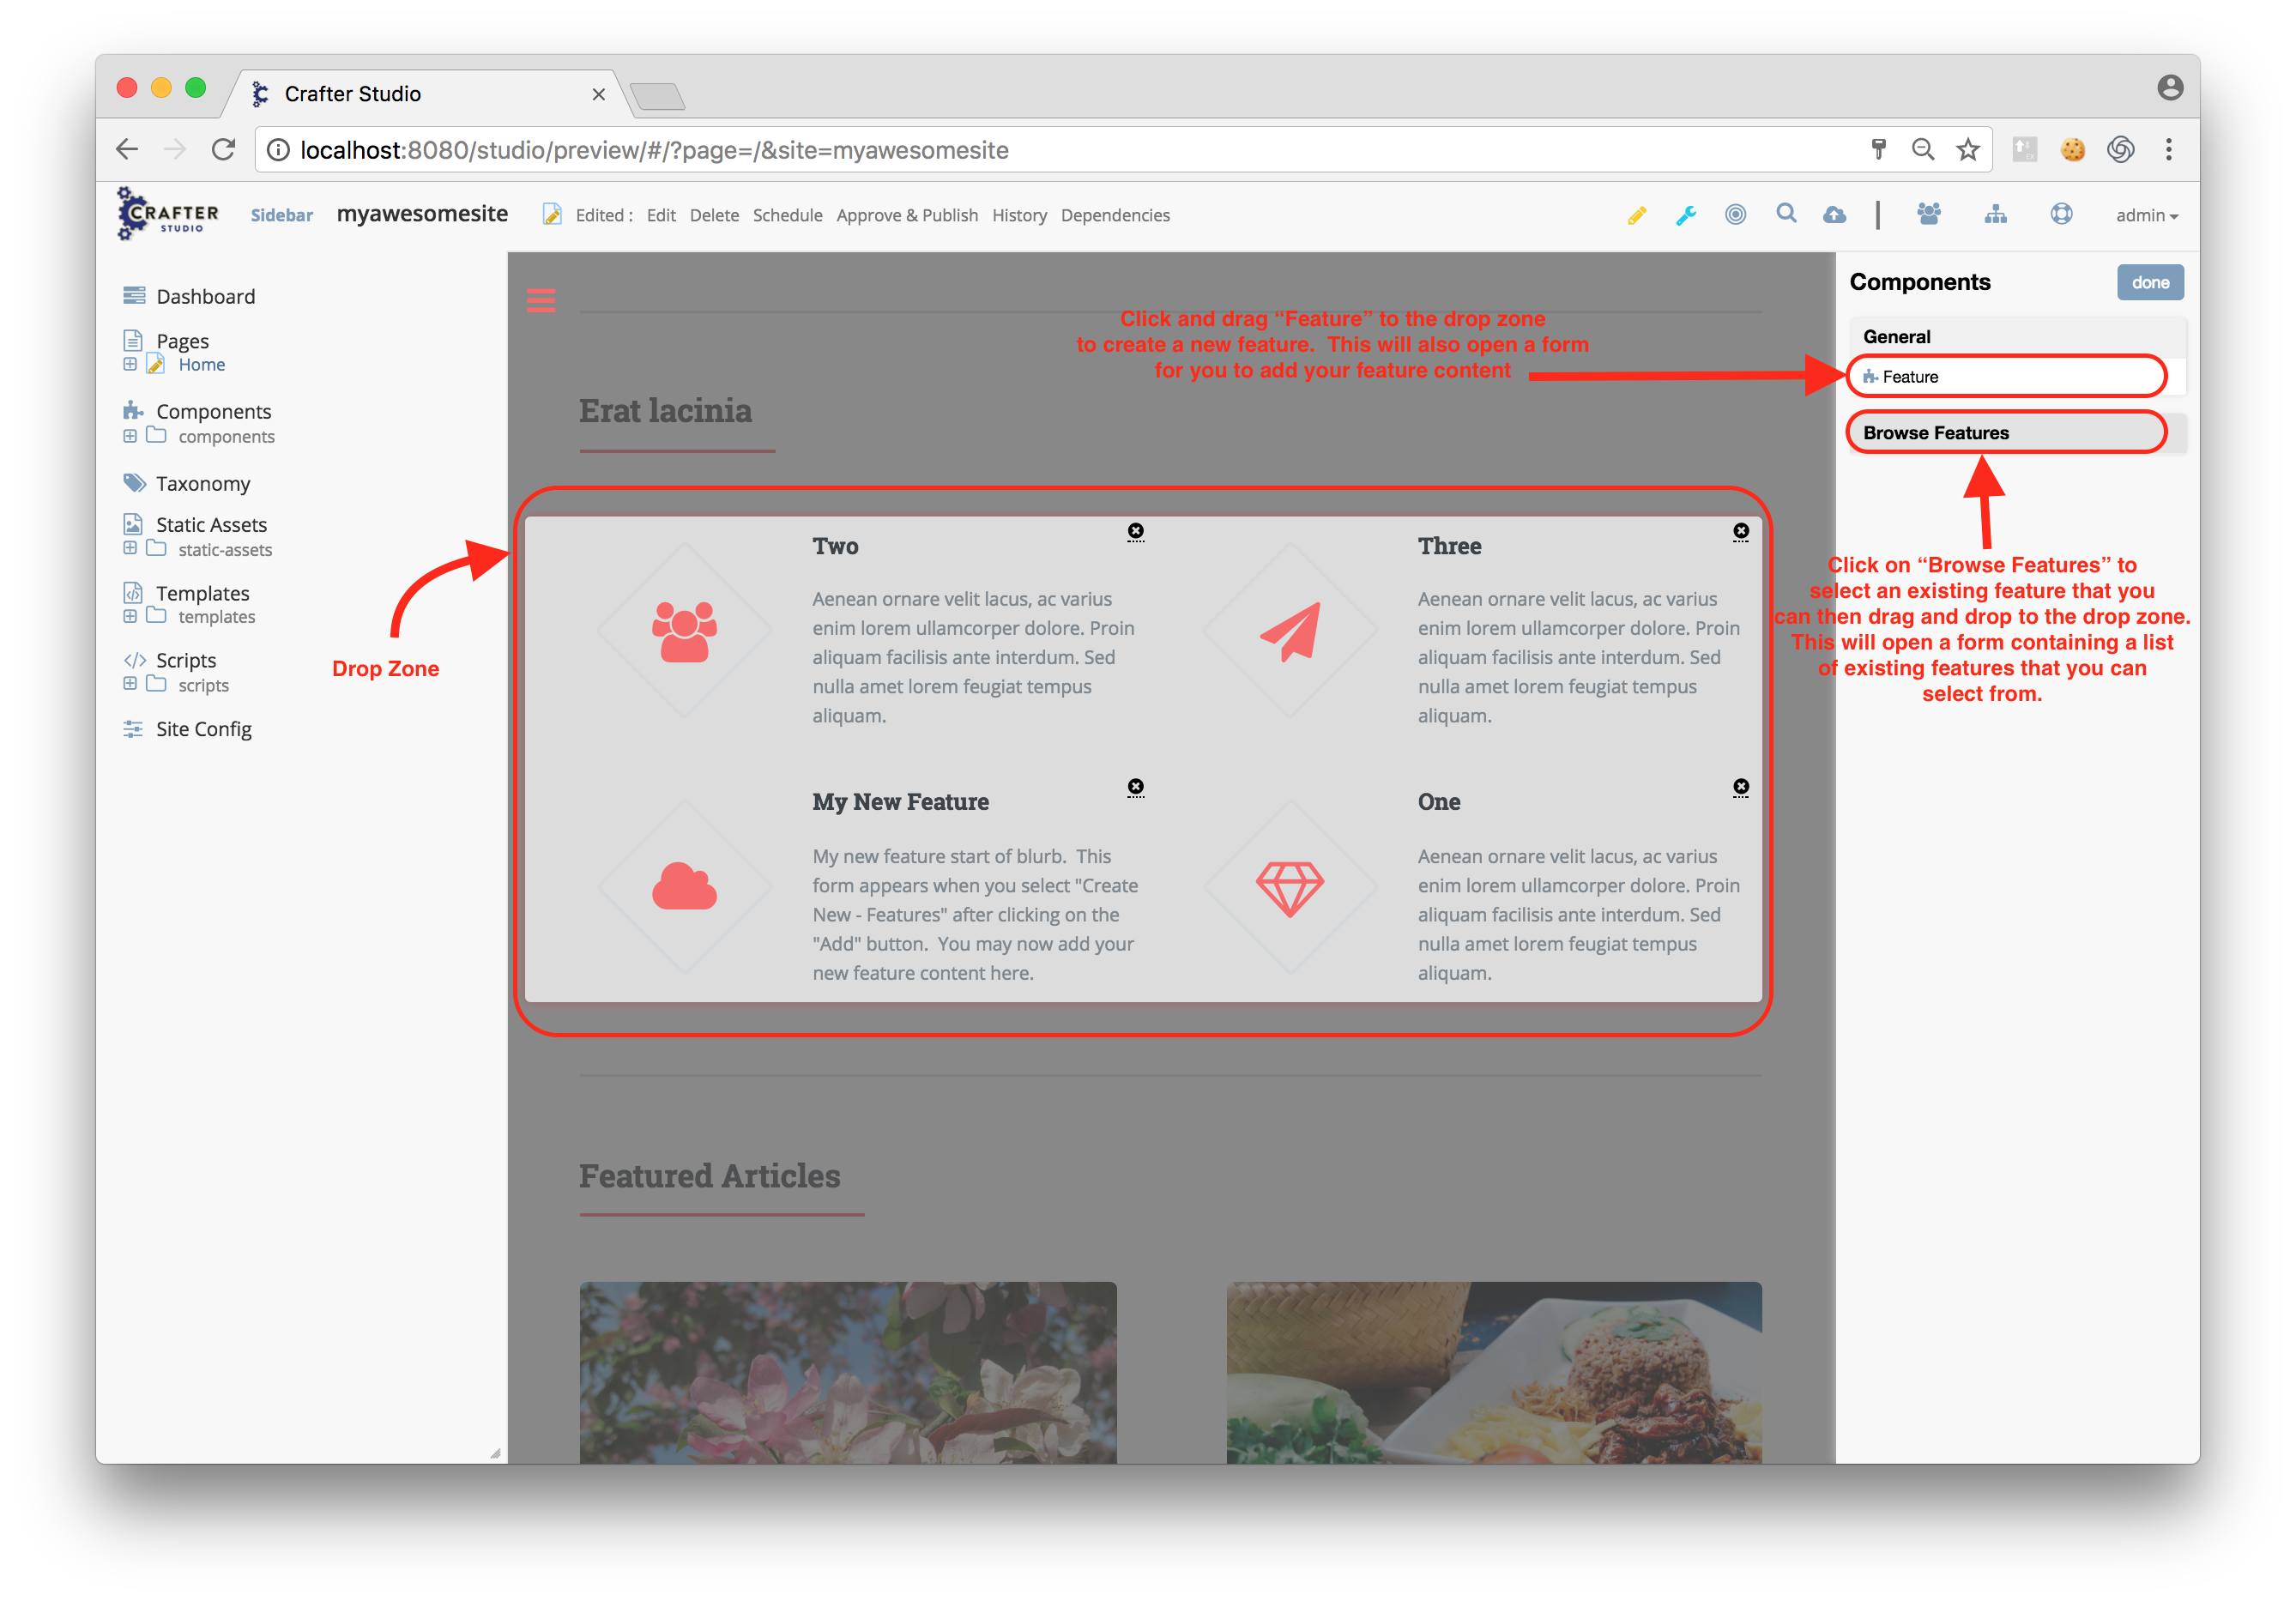 Crafter Studio
localhost:8080/studio/preview/#/?page=/&site=myawesomesite
CRAFTER
STUDIO
Sidebar
myawesomesite
Edited :
Edit
Delete
Schedule
Approve & Publish
History
Dependencies
admin
Dashboard
Pages
Home
Components
components
Taxonomy
Static Assets
static-assets
Templates
templates
Scripts
scripts
Site Config
Drop Zone
Click and drag “Feature” to the drop zone
to create a new feature.  This will also open a form
for you to add your feature content
Erat lacinia
Two
Aenean ornare velit lacus, ac varius
enim lorem ullamcorper dolore. Proin
aliquam facilisis ante interdum. Sed
nulla amet lorem feugiat tempus
aliquam.
Three
Aenean ornare velit lacus, ac varius
enim lorem ullamcorper dolore. Proin
aliquam facilisis ante interdum. Sed
nulla amet lorem feugiat tempus
aliquam.
My New Feature
My new feature start of blurb.  This
form appears when you select "Create
New - Features" after clicking on the
"Add" button.  You may now add your
new feature content here.
One
Aenean ornare velit lacus, ac varius
enim lorem ullamcorper dolore. Proin
aliquam facilisis ante interdum. Sed
nulla amet lorem feugiat tempus
aliquam.
Featured Articles
Components
done
General
Feature
Browse Features
Click on “Browse Features” to
select an existing feature that you
can then drag and drop to the drop zone.
This will open a form containing a list
of existing features that you can
select from.